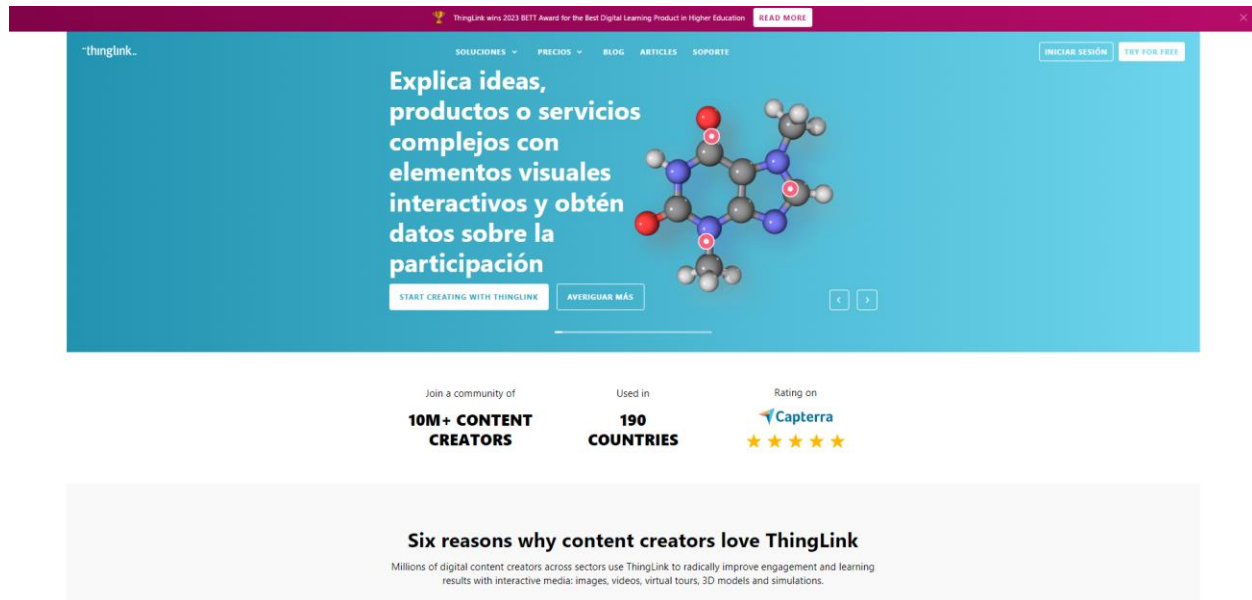 ThingLink wins 2023 BETT Award for the Best Digital Learning Product in Higher Education READ MORE
thinglink..
SOLUCIONES PRECIOS BLOG ARTICLES SOPORTE
INICIAR SESIÓN TRY FOR FREE
Explica ideas,
productos o servicios
complejos con
elementos visuales
interactivos y obtén
datos sobre la
participación
START CREATING WITH THINGLINK AVERIGUAR MÁS
Join a community of
10M+ CONTENT
CREATORS
Used in
190
COUNTRIES
Rating on
Capterra
Six reasons why content creators love ThingLink
Millions of digital content creators across sectors use ThingLink to radically improve engagement and learning
results with interactive media: images, videos, virtual tours, 3D models and simulations.